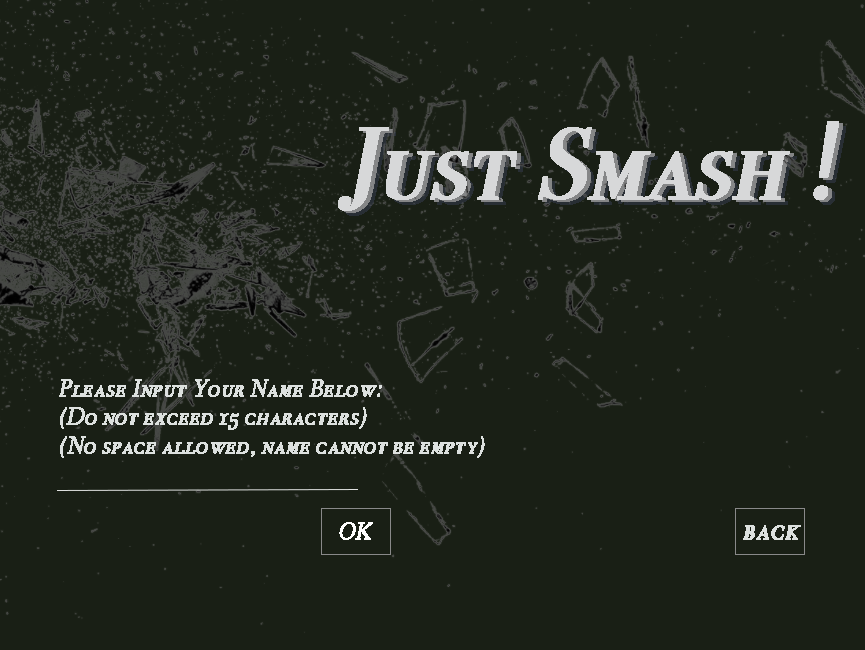 Just Smash !
Please Input Your Name Below:
(Do not exceed 15 characters)
(No space allowed, name cannot be empty)
OK
BACK